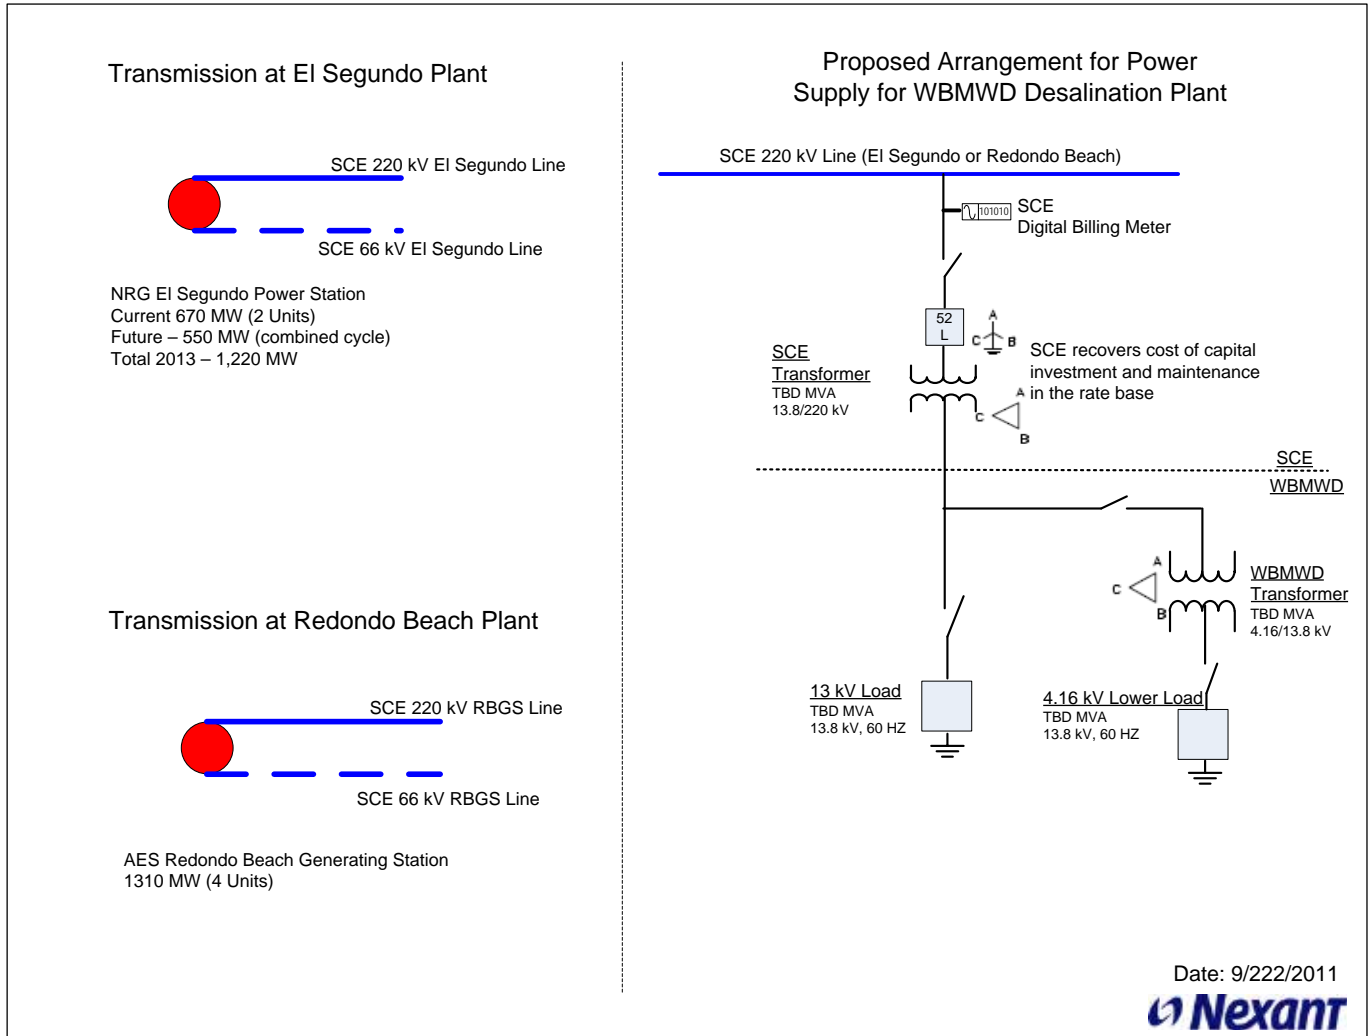 Transmission at El Segundo Plant
SCE 220 kV El Segundo Line
SCE 66 kV El Segundo Line
NRG El Segundo Power Station
Current 670 MW (2 Units)
Future – 550 MW (combined cycle)
Total 2013 – 1,220 MW
Transmission at Redondo Beach Plant
SCE 220 kV RBGS Line
SCE 66 kV RBGS Line
AES Redondo Beach Generating Station
1310 MW (4 Units)
Proposed Arrangement for Power
Supply for WBMWD Desalination Plant
SCE 220 kV Line (El Segundo or Redondo Beach)
101010
SCE
Digital Billing Meter
52
L
A
C
B
SCE
Transformer
TBD MVA
13.8/220 kV
SCE recovers cost of capital
investment and maintenance
in the rate base
A
C
B
SCE
WBMWD
A
C
B
WBMWD
Transformer
TBD MVA
4.16/13.8 kV
13 kV Load
TBD MVA
13.8 kV, 60 HZ
4.16 kV Lower Load
TBD MVA
13.8 kV, 60 HZ
Date: 9/222/2011
Nexant